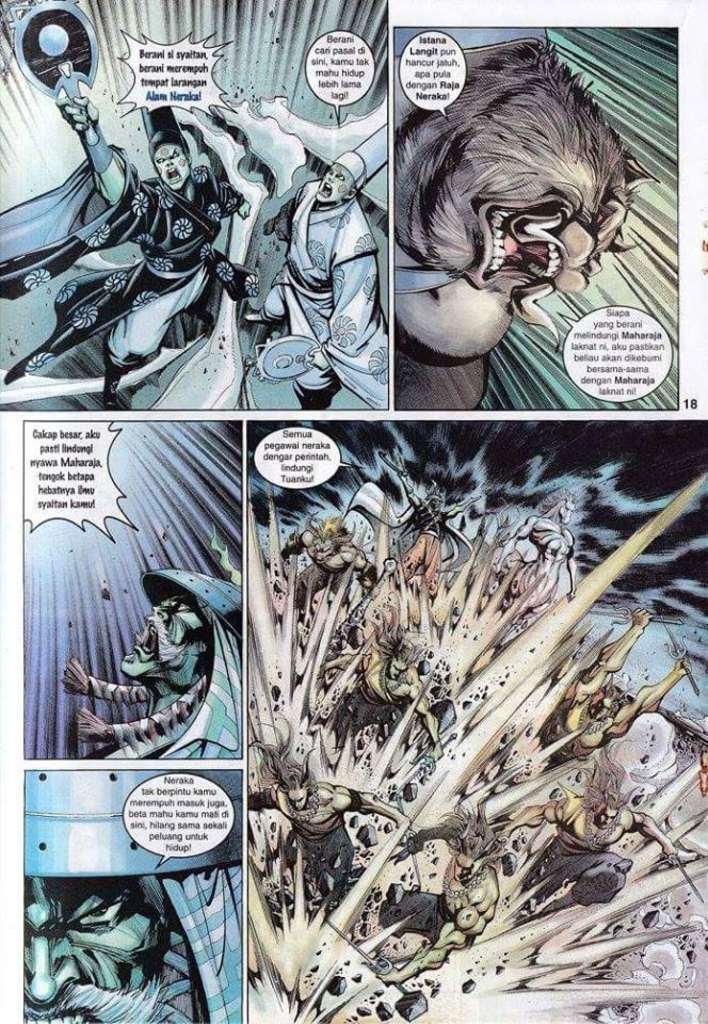 Berani si syaitan,
berani merempoh
tempat larangan
Alam Neraka!
Berani
cari pasal di
sini, kamu tak
mahu hidup
lebih lama
lagi!
Istana
Langit pun
hancur jatuh,
apa pula
dengan Raja
Neraka!
Siapa
yang berani
melindungi Maharaja
laknat ni, aku pastikan
beliau akan dikebumi
bersama-sama
dengan Maharaja
laknat ni!
18
Cakap besar, aku
pasti lindungi
nyawa Maharaja,
tengok betapa
hebatnya ilmu
syaitan kamu!
Semua
pegawai neraka
dengar perintah,
lindungi
Tuanku!
Neraka
tak berpintu kamu
merempuh masuk juga,
beta mahu kamu mati di
sini, hilang sama sekali
peluang untuk
hidup!